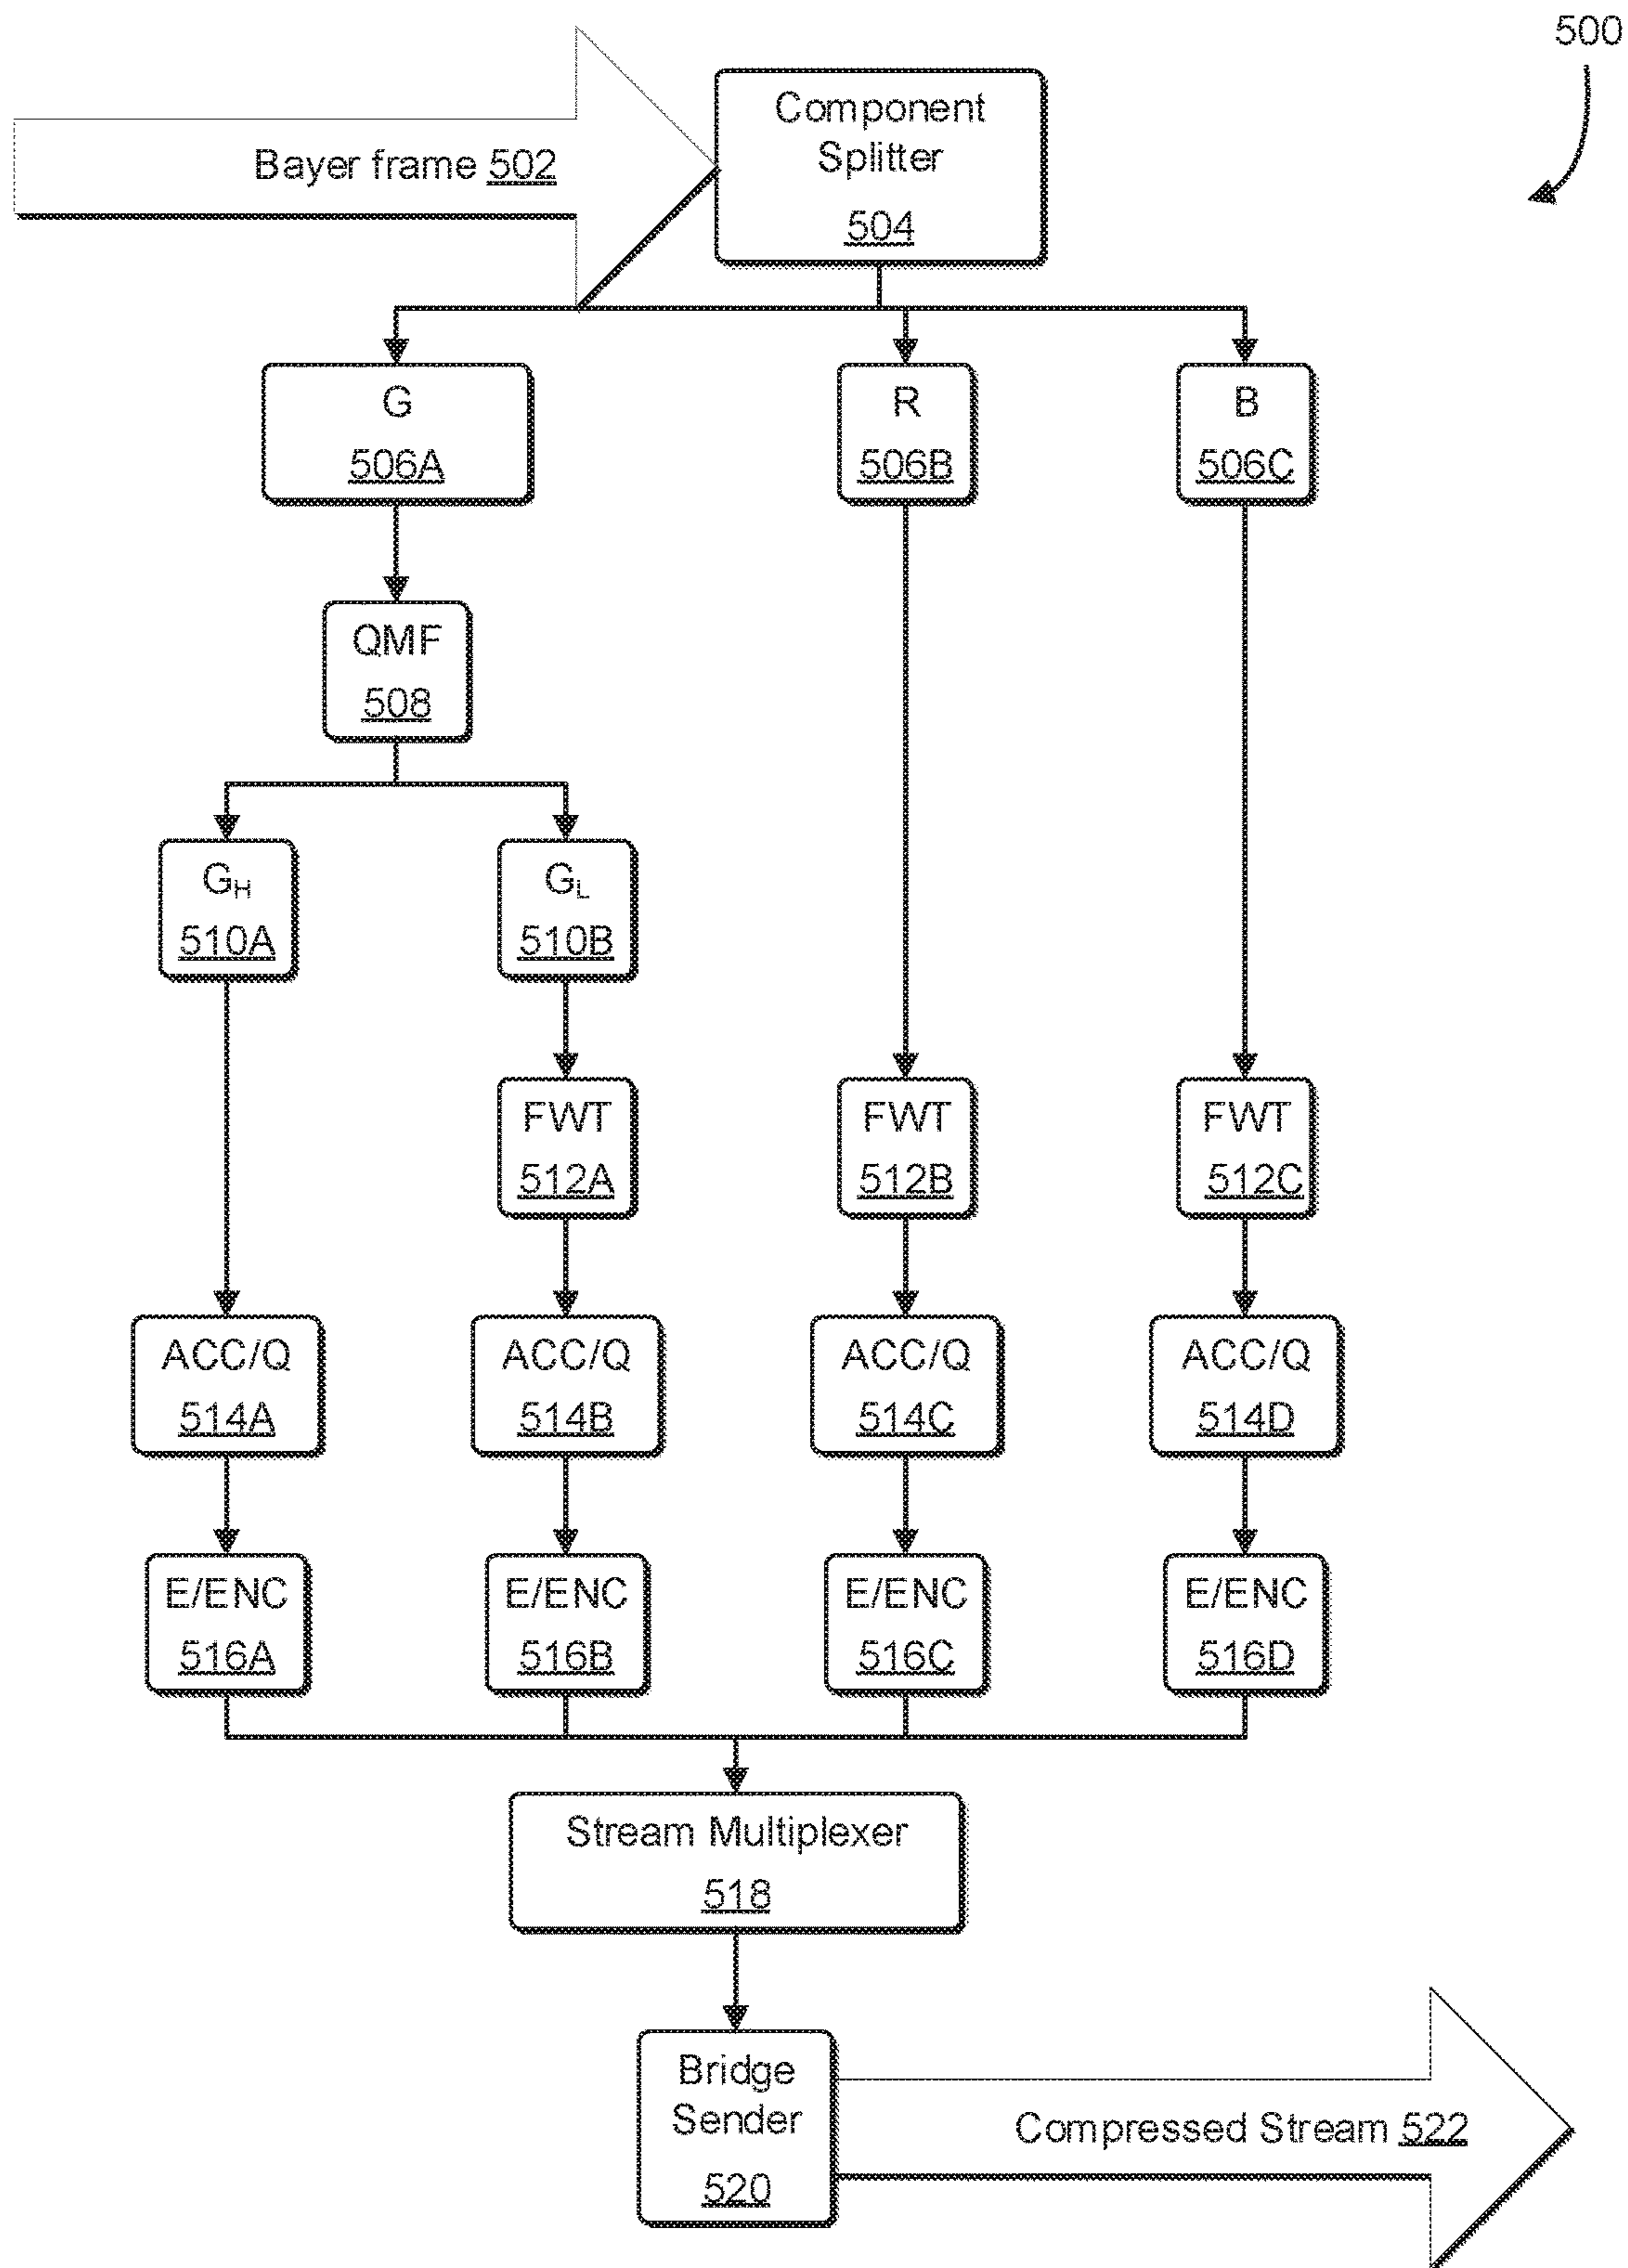 500
Bayer frame 502
Component
Splitter
504
G
506A
R
506B
B
506C
QMF
508
GH
510A
GL
510B
FWT
512A
FWT
512B
FWT
512C
ACC/Q
514A
ACC/Q
514B
ACC/Q
514C
ACC/Q
514D
E/ENC
516A
E/ENC
516B
E/ENC
516C
E/ENC
516D
Stream Multiplexer
518
Bridge
Sender
520
Compressed Stream 522